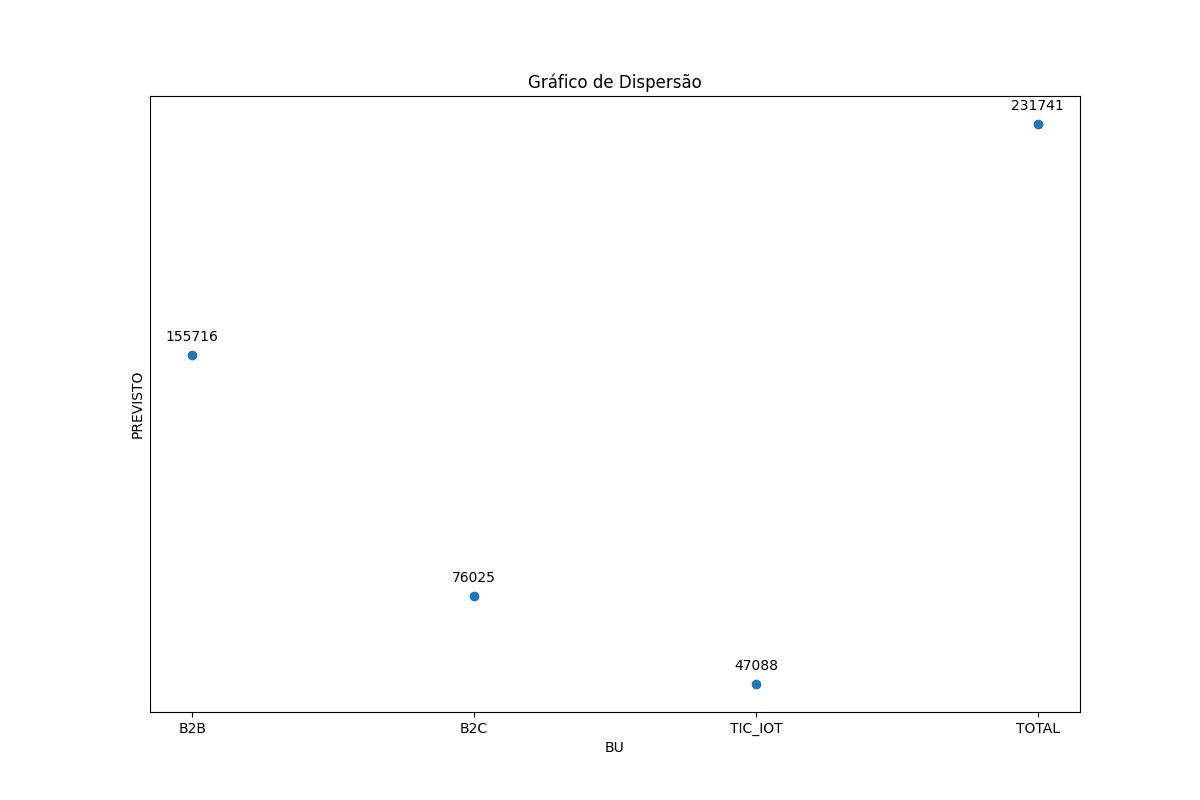 Gráfico de Dispersão
231741
155716
PREVISTO
76025
47088
B2B B2C TIC_IOT TOTAL
BU